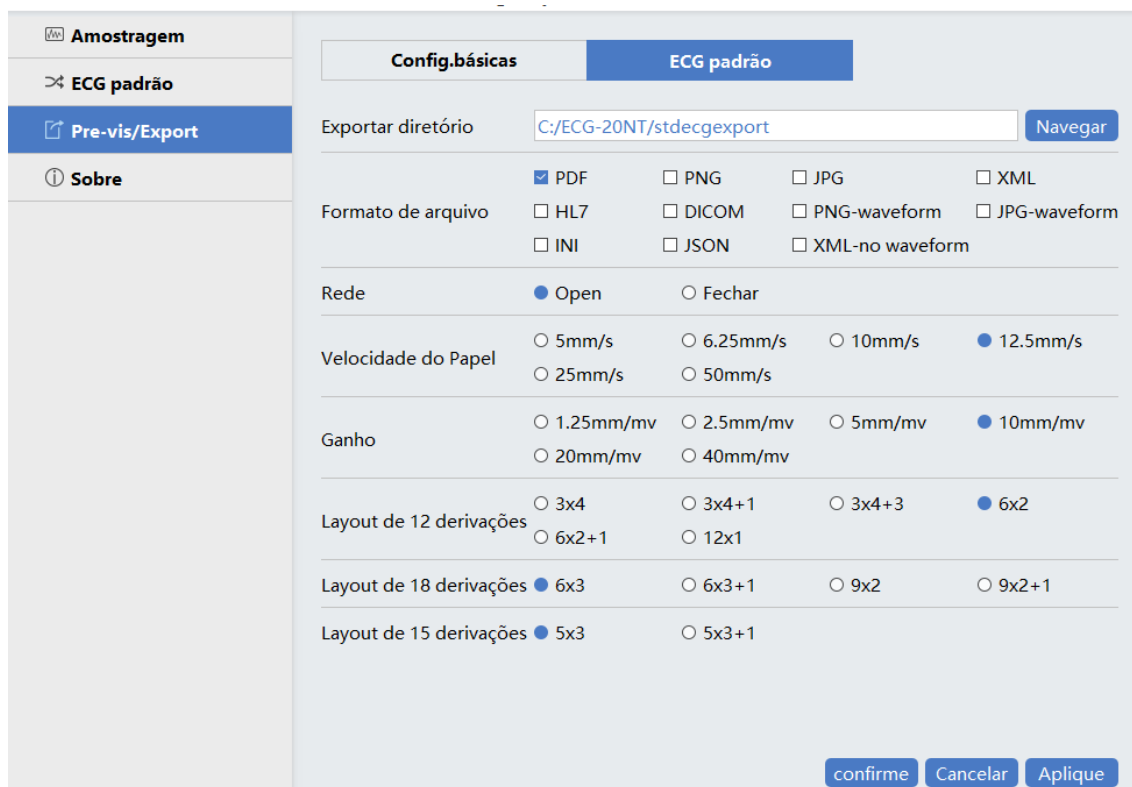 Amostragem
ECG padrão
Pre-vis/Export
Sobre
Config.básicas ECG padrão
Exportar diretório C:/ECG-20NT/stdecgexport Navegar
Formato de arquivo
PDF PNG JPG XML
HL7 DICOM PNG-waveform JPG-waveform
INI JSON XML-no waveform
Rede Open Fechar
Velocidade do Papel
5mm/s 6.25mm/s 10mm/s 12.5mm/s
25mm/s 50mm/s
Ganho
1.25mm/mv 2.5mm/mv 5mm/mv 10mm/mv
20mm/mv 40mm/mv
Layout de 12 derivações
3x4 3x4+1 3x4+3 6x2
6x2+1 12x1
Layout de 18 derivações 6x3 6x3+1 9x2 9x2+1
Layout de 15 derivações 5x3 5x3+1
confirme Cancelar Aplique